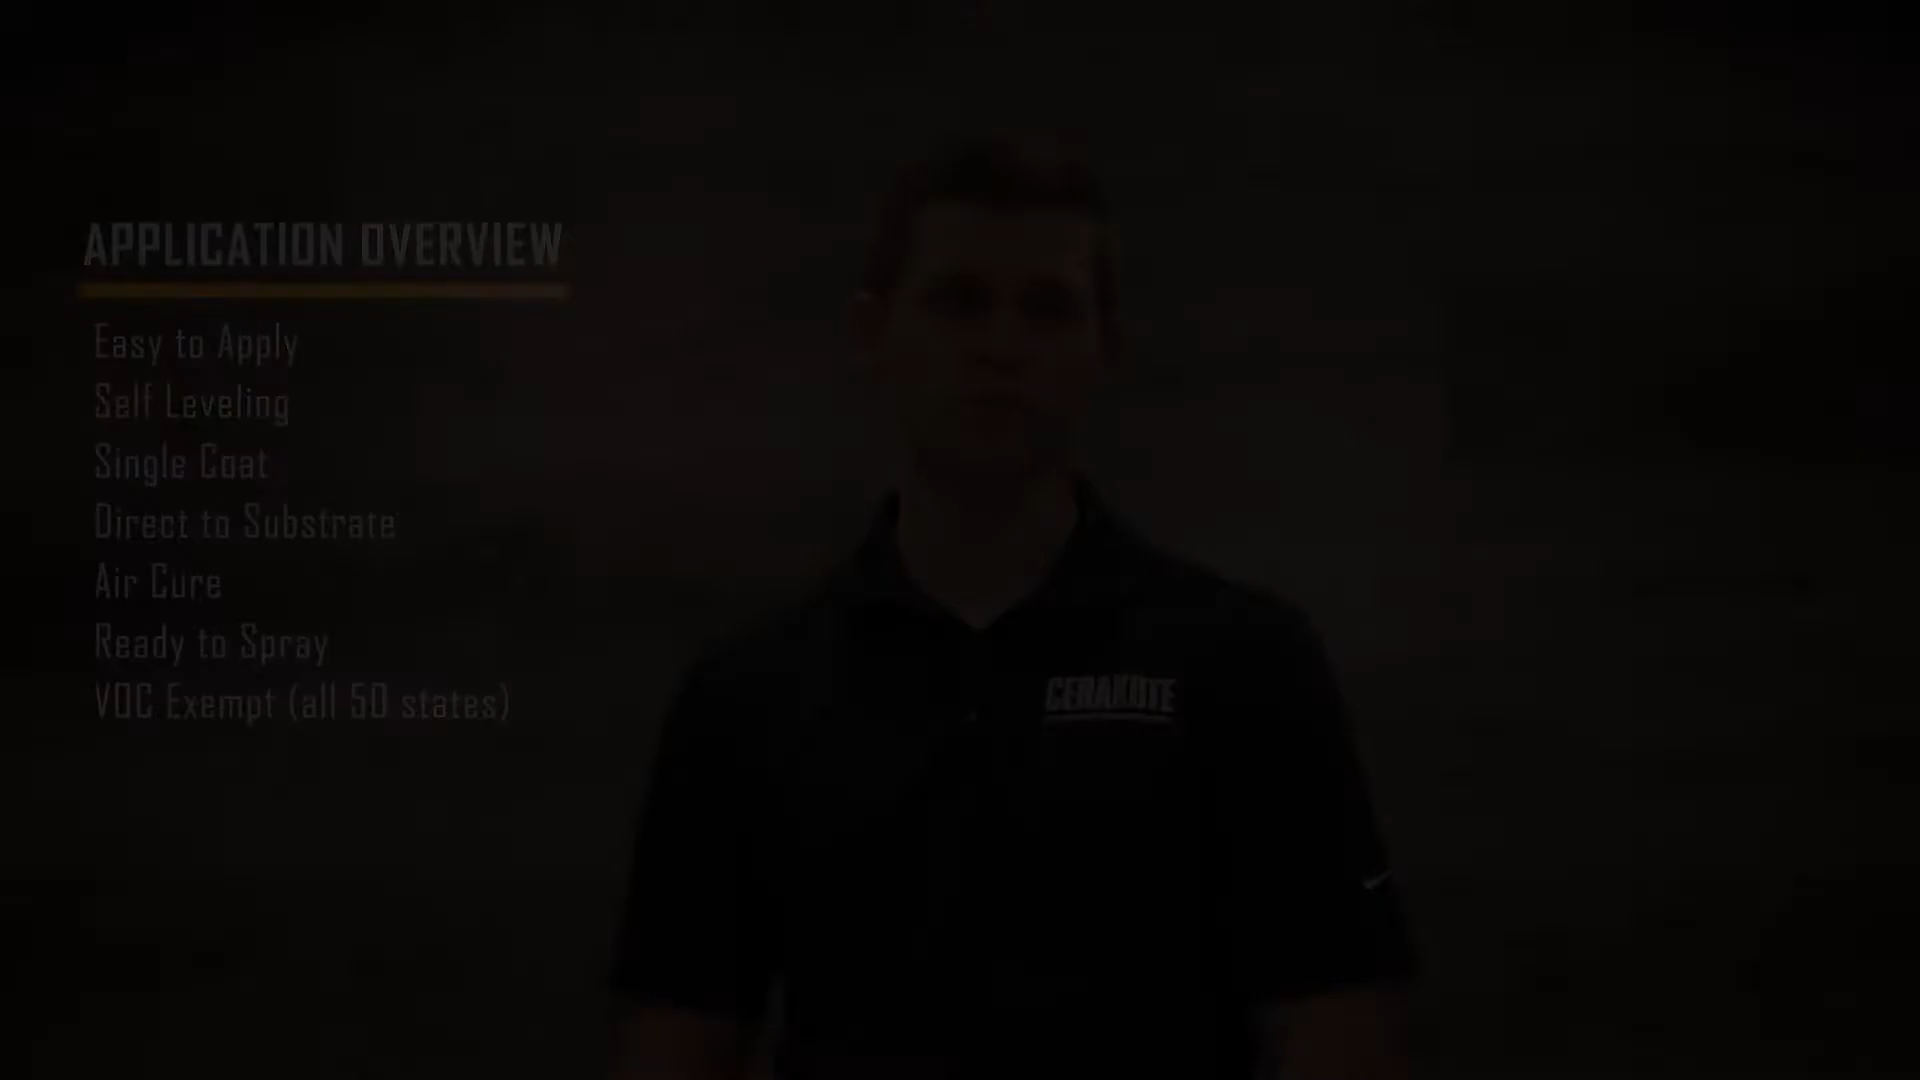 APPLICATION OVERVIEW
Easy to Apply
Self Leveling
Single Coat
Direct to Substrate
Air Cure
Ready to Spray
VOC Exempt (all 50 states)
CERAKOTE